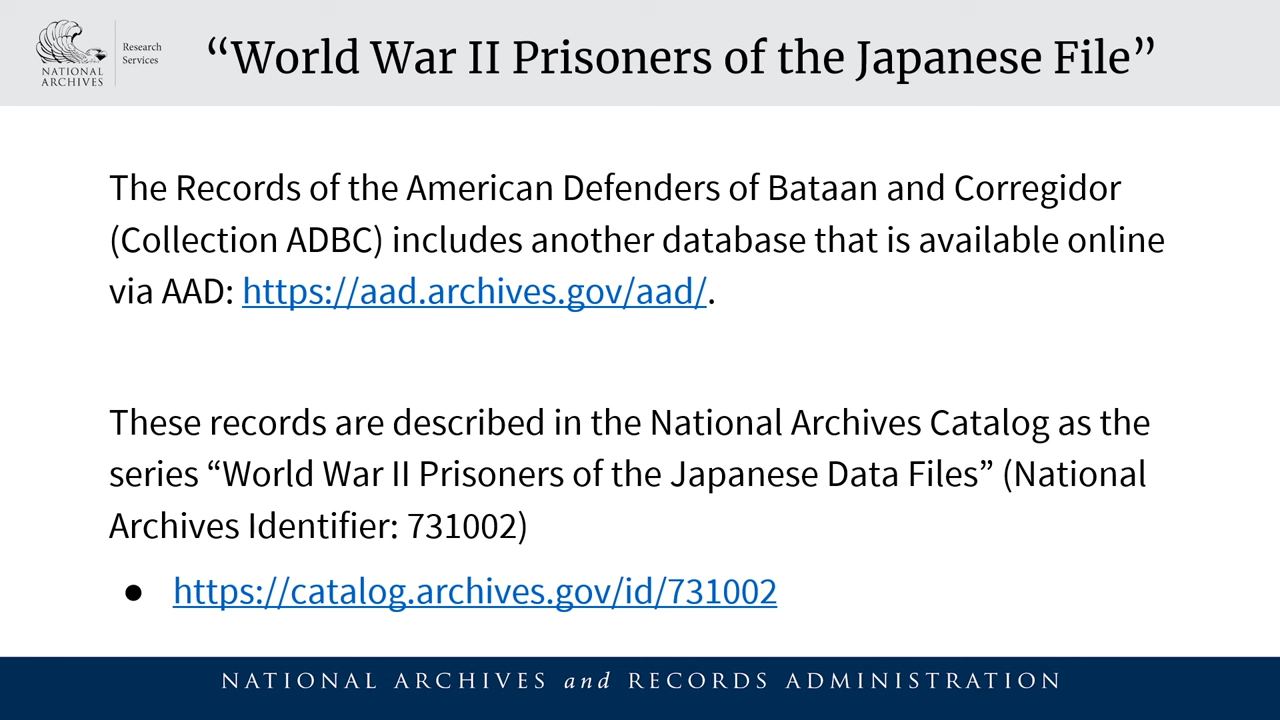 NATIONAL
ARCHIVES
Research
Services
“World War II Prisoners of the Japanese File”
The Records of the American Defenders of Bataan and Corregidor
(Collection ADBC) includes another database that is available online
via AAD: https://aad.archives.gov/aad/.
These records are described in the National Archives Catalog as the
series “World War II Prisoners of the Japanese Data Files” (National
Archives Identifier: 731002)
● https://catalog.archives.gov/id/731002
NATIONAL ARCHIVES and RECORDS ADMINISTRATION